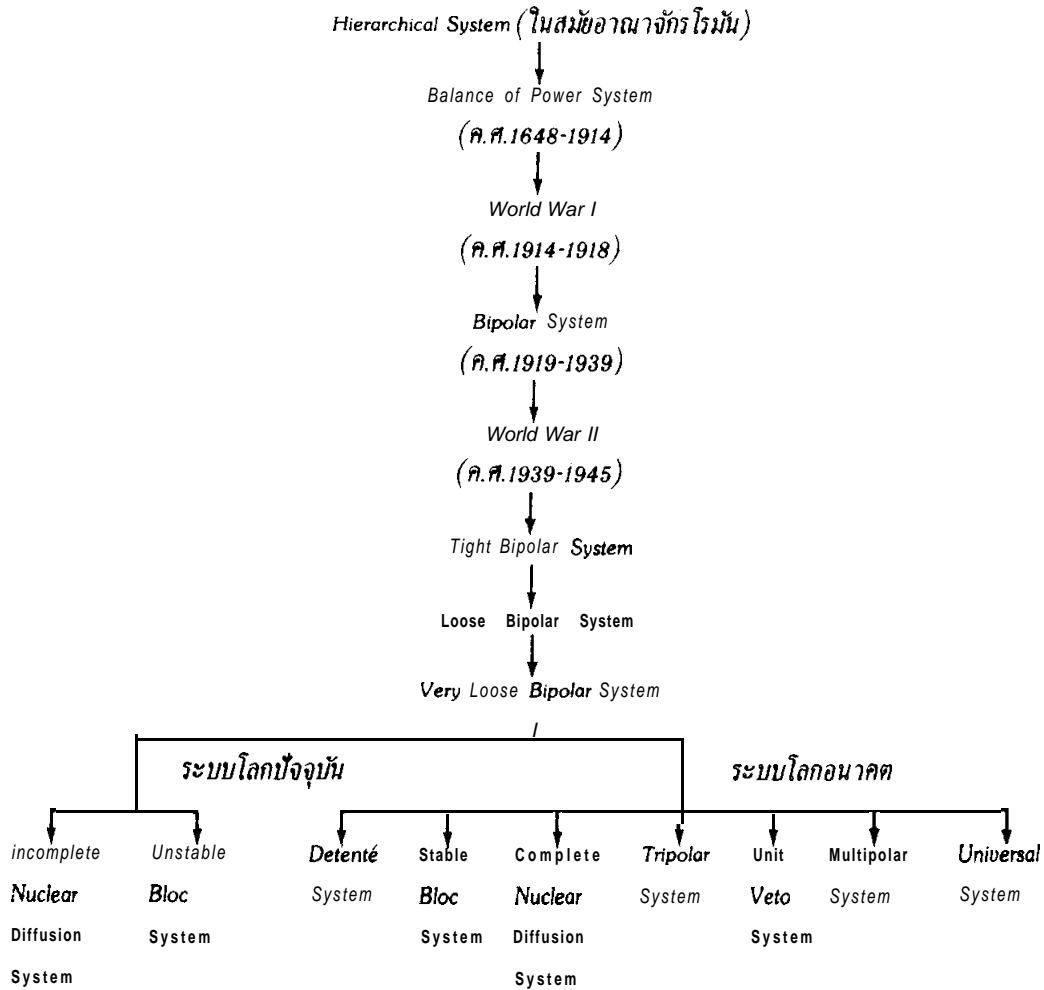 Hierarchical System (ในสมัยอาณาจักรโรมัน)
Balance of Power System
(ค.ศ.1648-1914)
World War I
(ค.ศ.1914-1918)
Bipolar System
(ค.ศ.1919-1939)
World War II
(ค.ศ.1939-1945)
Tight Bipolar System
Loose Bipolar System
Very Loose Bipolar System
ระบบโลกปัจจุบัน
ระบบโลกอนาคต
incomplete
Nuclear
Diffusion
System
Unstable
Bloc
System
Detenté
System
Stable
Bloc
System
Complete
Nuclear
Diffusion
System
Tripolar
System
Unit
Veto
System
Multipolar
System
Universal
System